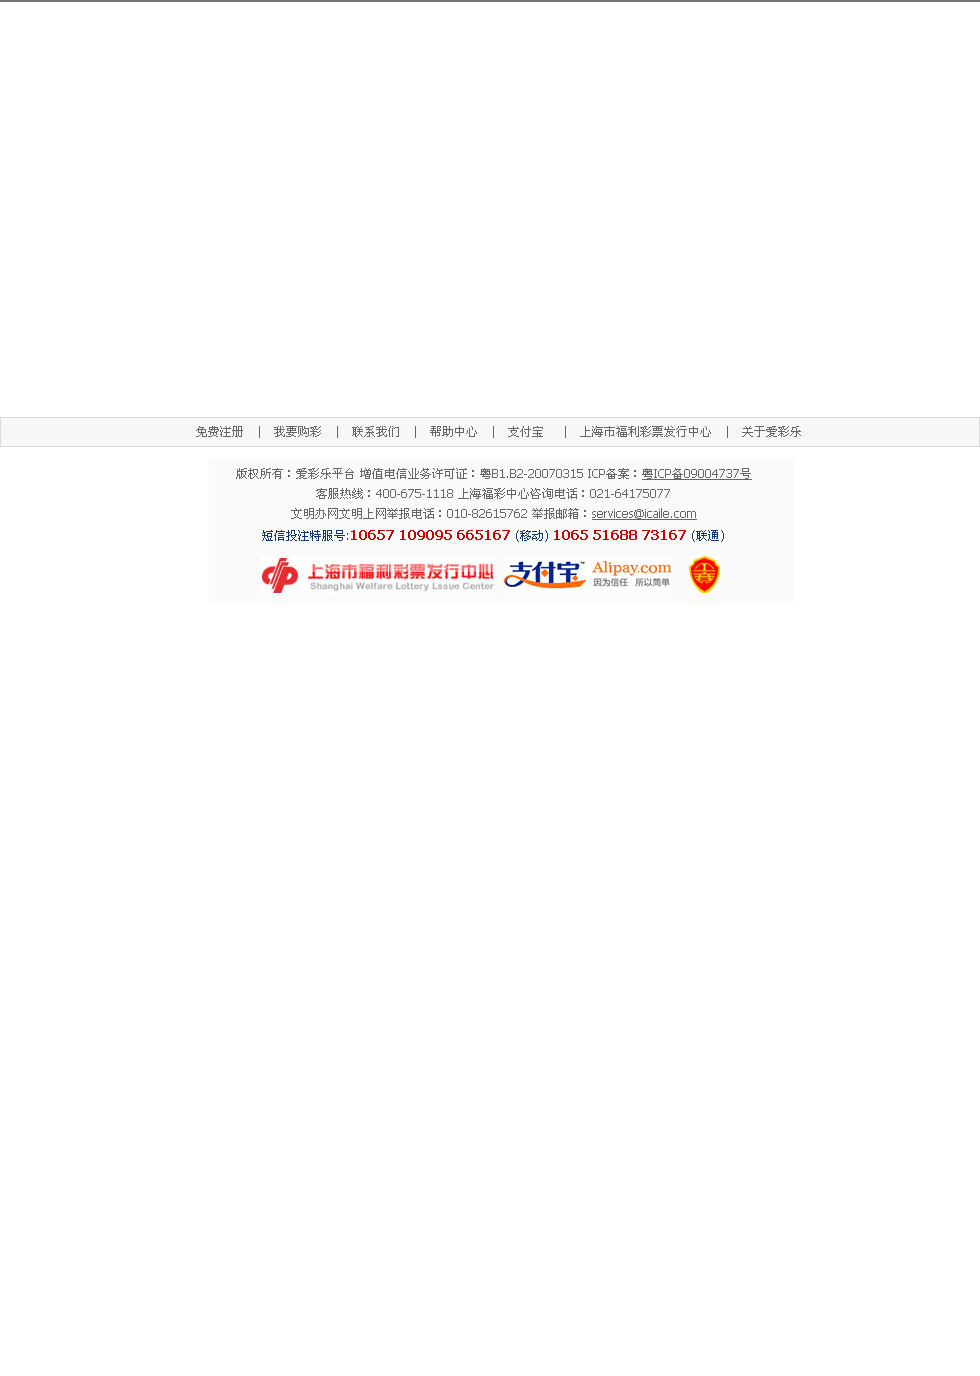 免费注册 | 我要购彩 | 联系我们 | 帮助中心 | 支付宝 | 上海市福利彩票发行中心 | 关于爱彩乐
版权所有：爱彩乐平台 增值电信业务许可证：粤B1.B2-20070315 ICP备案：粤ICP备09004737号
客服热线：400-675-1118 上海福彩中心咨询电话：021-64175077
文明办网文明上网举报电话：010-82615762 举报邮箱：services@icaile.com
短信投注特服号:10657 109095 665167 (移动) 1065 51688 73167 (联通)
上海市福利彩票发行中心
Shanghai Welfare Lottery Lssue Center
支付宝™
Alipay.com
因为信任 所以简单